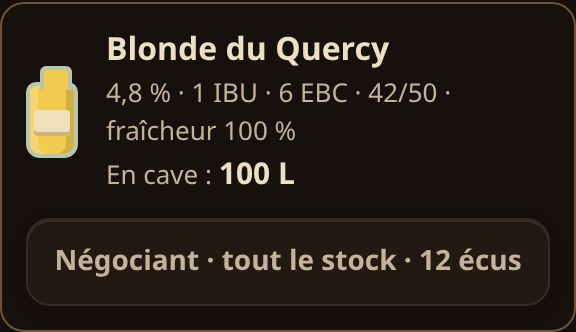 Blonde du Quercy
4,8 % · 1 IBU · 6 EBC · 42/50 ·
fraîcheur 100 %
En cave : 100 L
Négociant · tout le stock · 12 écus